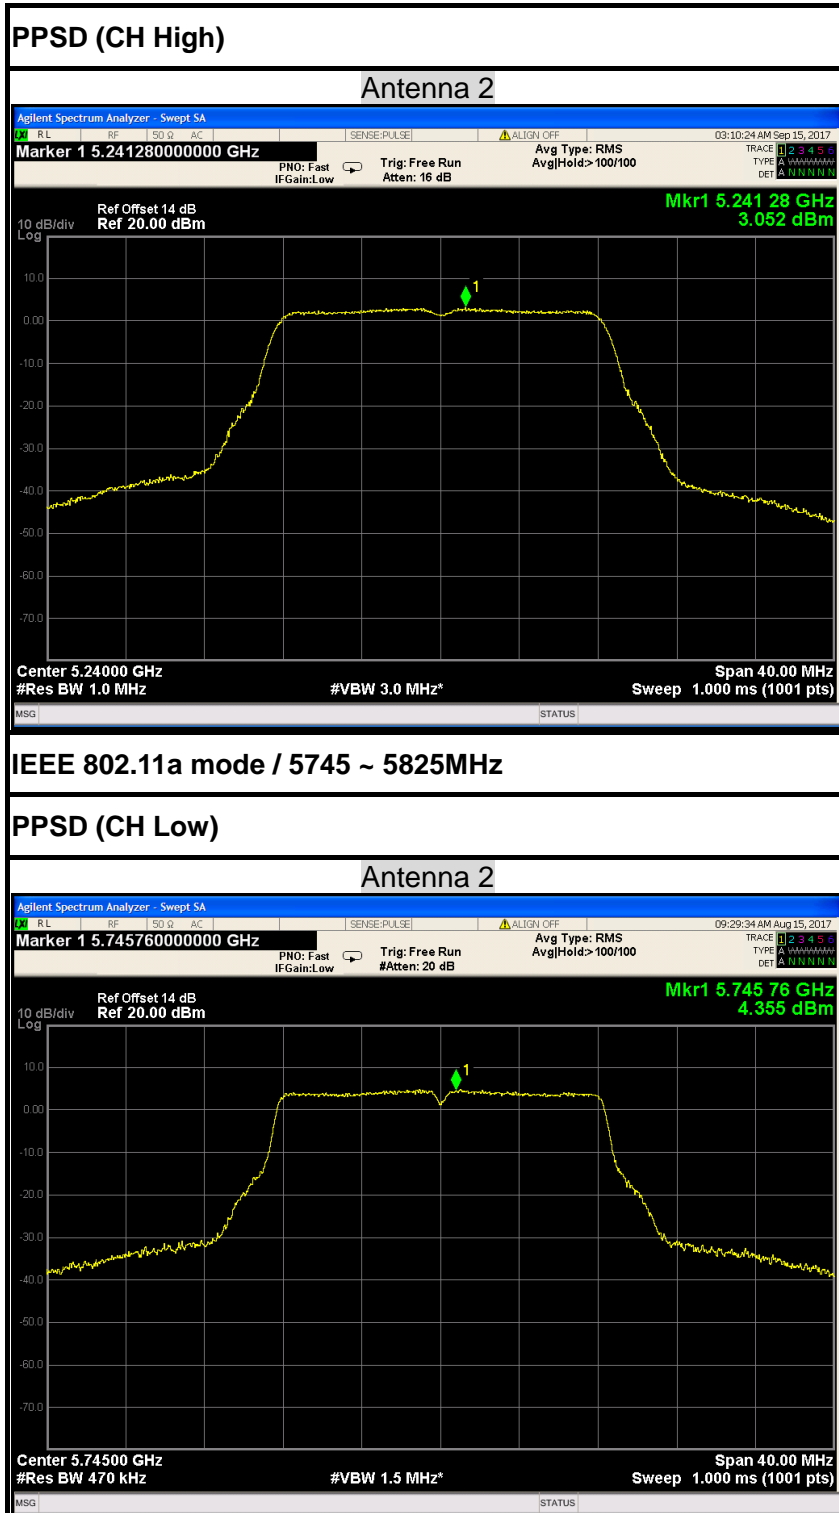 PPSD (CH High)
Antenna 2
Agilent Spectrum Analyzer - Swept SA
LXI RL RF 50 Ω AC SENSE:PULSE ALIGN OFF 03:10:24 AM Sep 15, 2017
Marker 1 5.241280000000 GHz
PNO: Fast
IFGain:Low
Trig: Free Run
Atten: 16 dB
Avg Type: RMS
Avg|Hold:>100/100
TRACE 1 2 3 4 5 6
TYPE A WWWWW
DET A N N N N N
Mkr1 5.241 28 GHz
3.052 dBm
Ref Offset 14 dB
10 dB/div Ref 20.00 dBm
Log
1
10.0
0.00
-10.0
-20.0
-30.0
-40.0
-50.0
-60.0
-70.0
Center 5.24000 GHz Span 40.00 MHz
#Res BW 1.0 MHz #VBW 3.0 MHz* Sweep 1.000 ms (1001 pts)
MSG STATUS
IEEE 802.11a mode / 5745 ~ 5825MHz
PPSD (CH Low)
Antenna 2
Agilent Spectrum Analyzer - Swept SA
LXI RL RF 50 Ω AC SENSE:PULSE ALIGN OFF 09:29:34 AM Aug 15, 2017
Marker 1 5.745760000000 GHz
PNO: Fast
IFGain:Low
Trig: Free Run
#Atten: 20 dB
Avg Type: RMS
Avg|Hold:>100/100
TRACE 1 2 3 4 5 6
TYPE A WWWWW
DET A N N N N N
Mkr1 5.745 76 GHz
4.355 dBm
Ref Offset 14 dB
10 dB/div Ref 20.00 dBm
Log
1
10.0
0.00
-10.0
-20.0
-30.0
-40.0
-50.0
-60.0
-70.0
Center 5.74500 GHz Span 40.00 MHz
#Res BW 470 kHz #VBW 1.5 MHz* Sweep 1.000 ms (1001 pts)
MSG STATUS